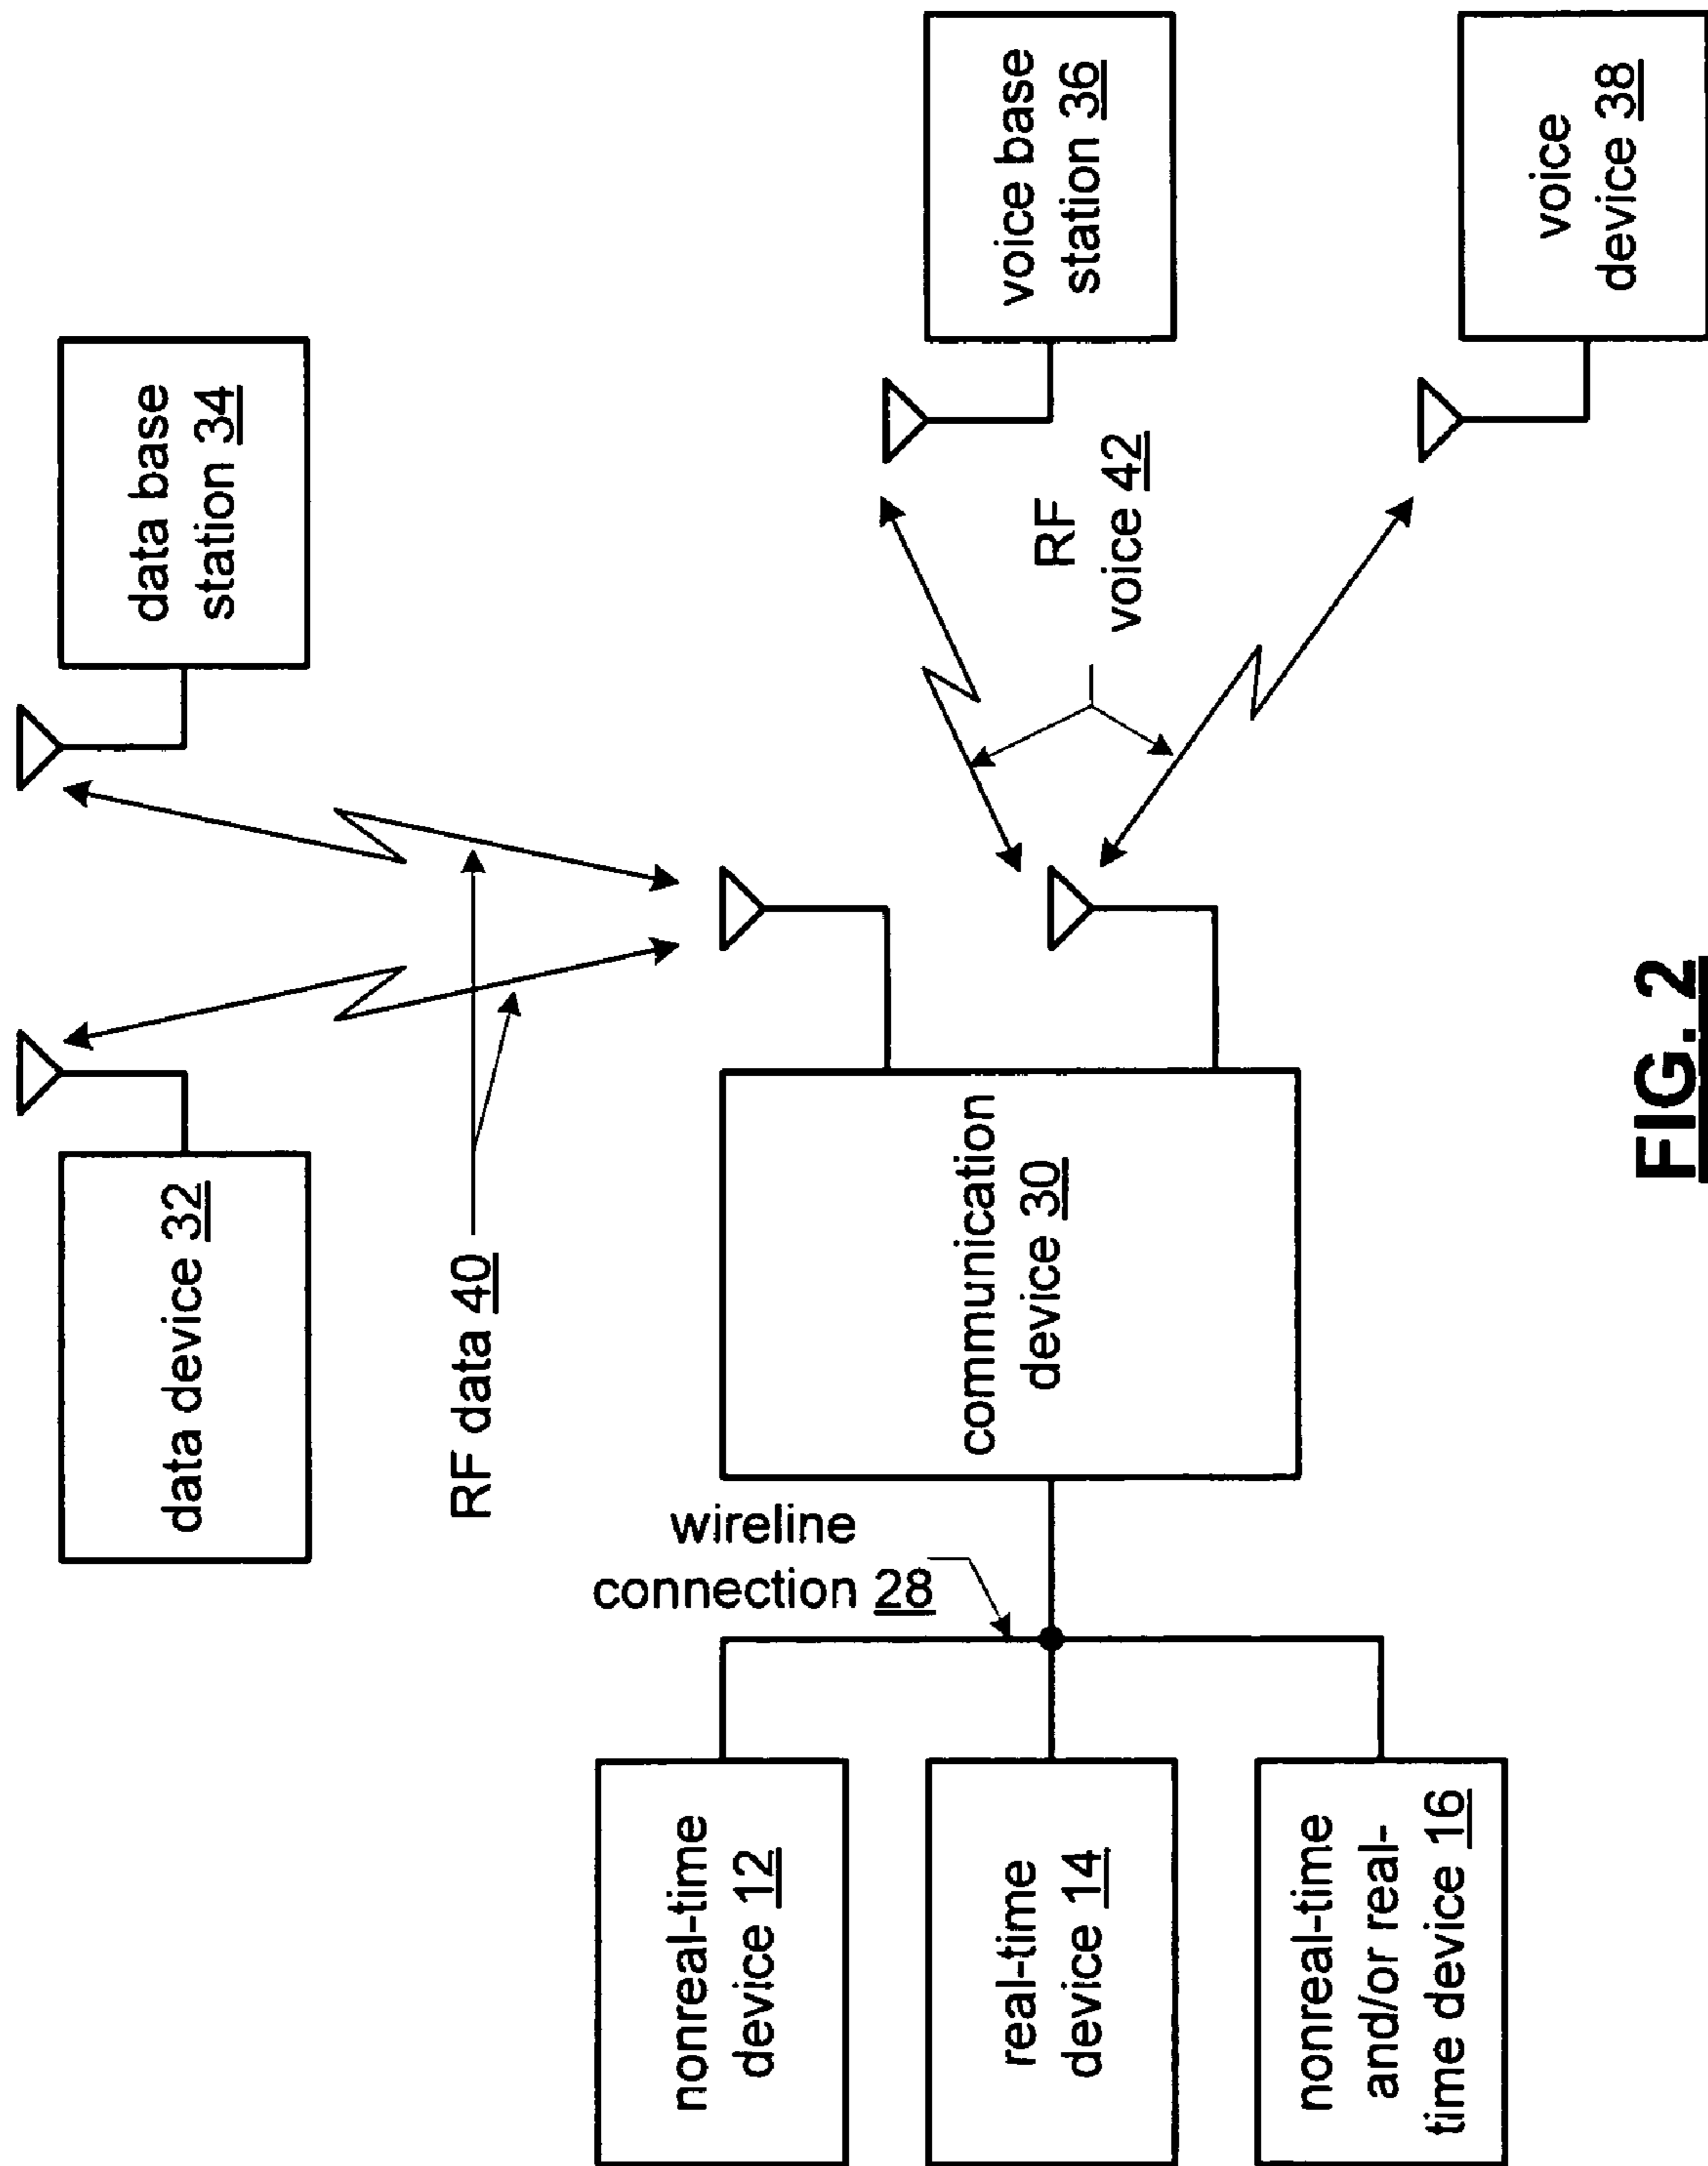 data device 32
data base
station 34
RF data 40
wireline
connection 28
nonreal-time
device 12
real-time
device 14
nonreal-time
and/or real-
time device 16
communication
device 30
RF
voice 42
voice base
station 36
voice
device 38
FIG. 2